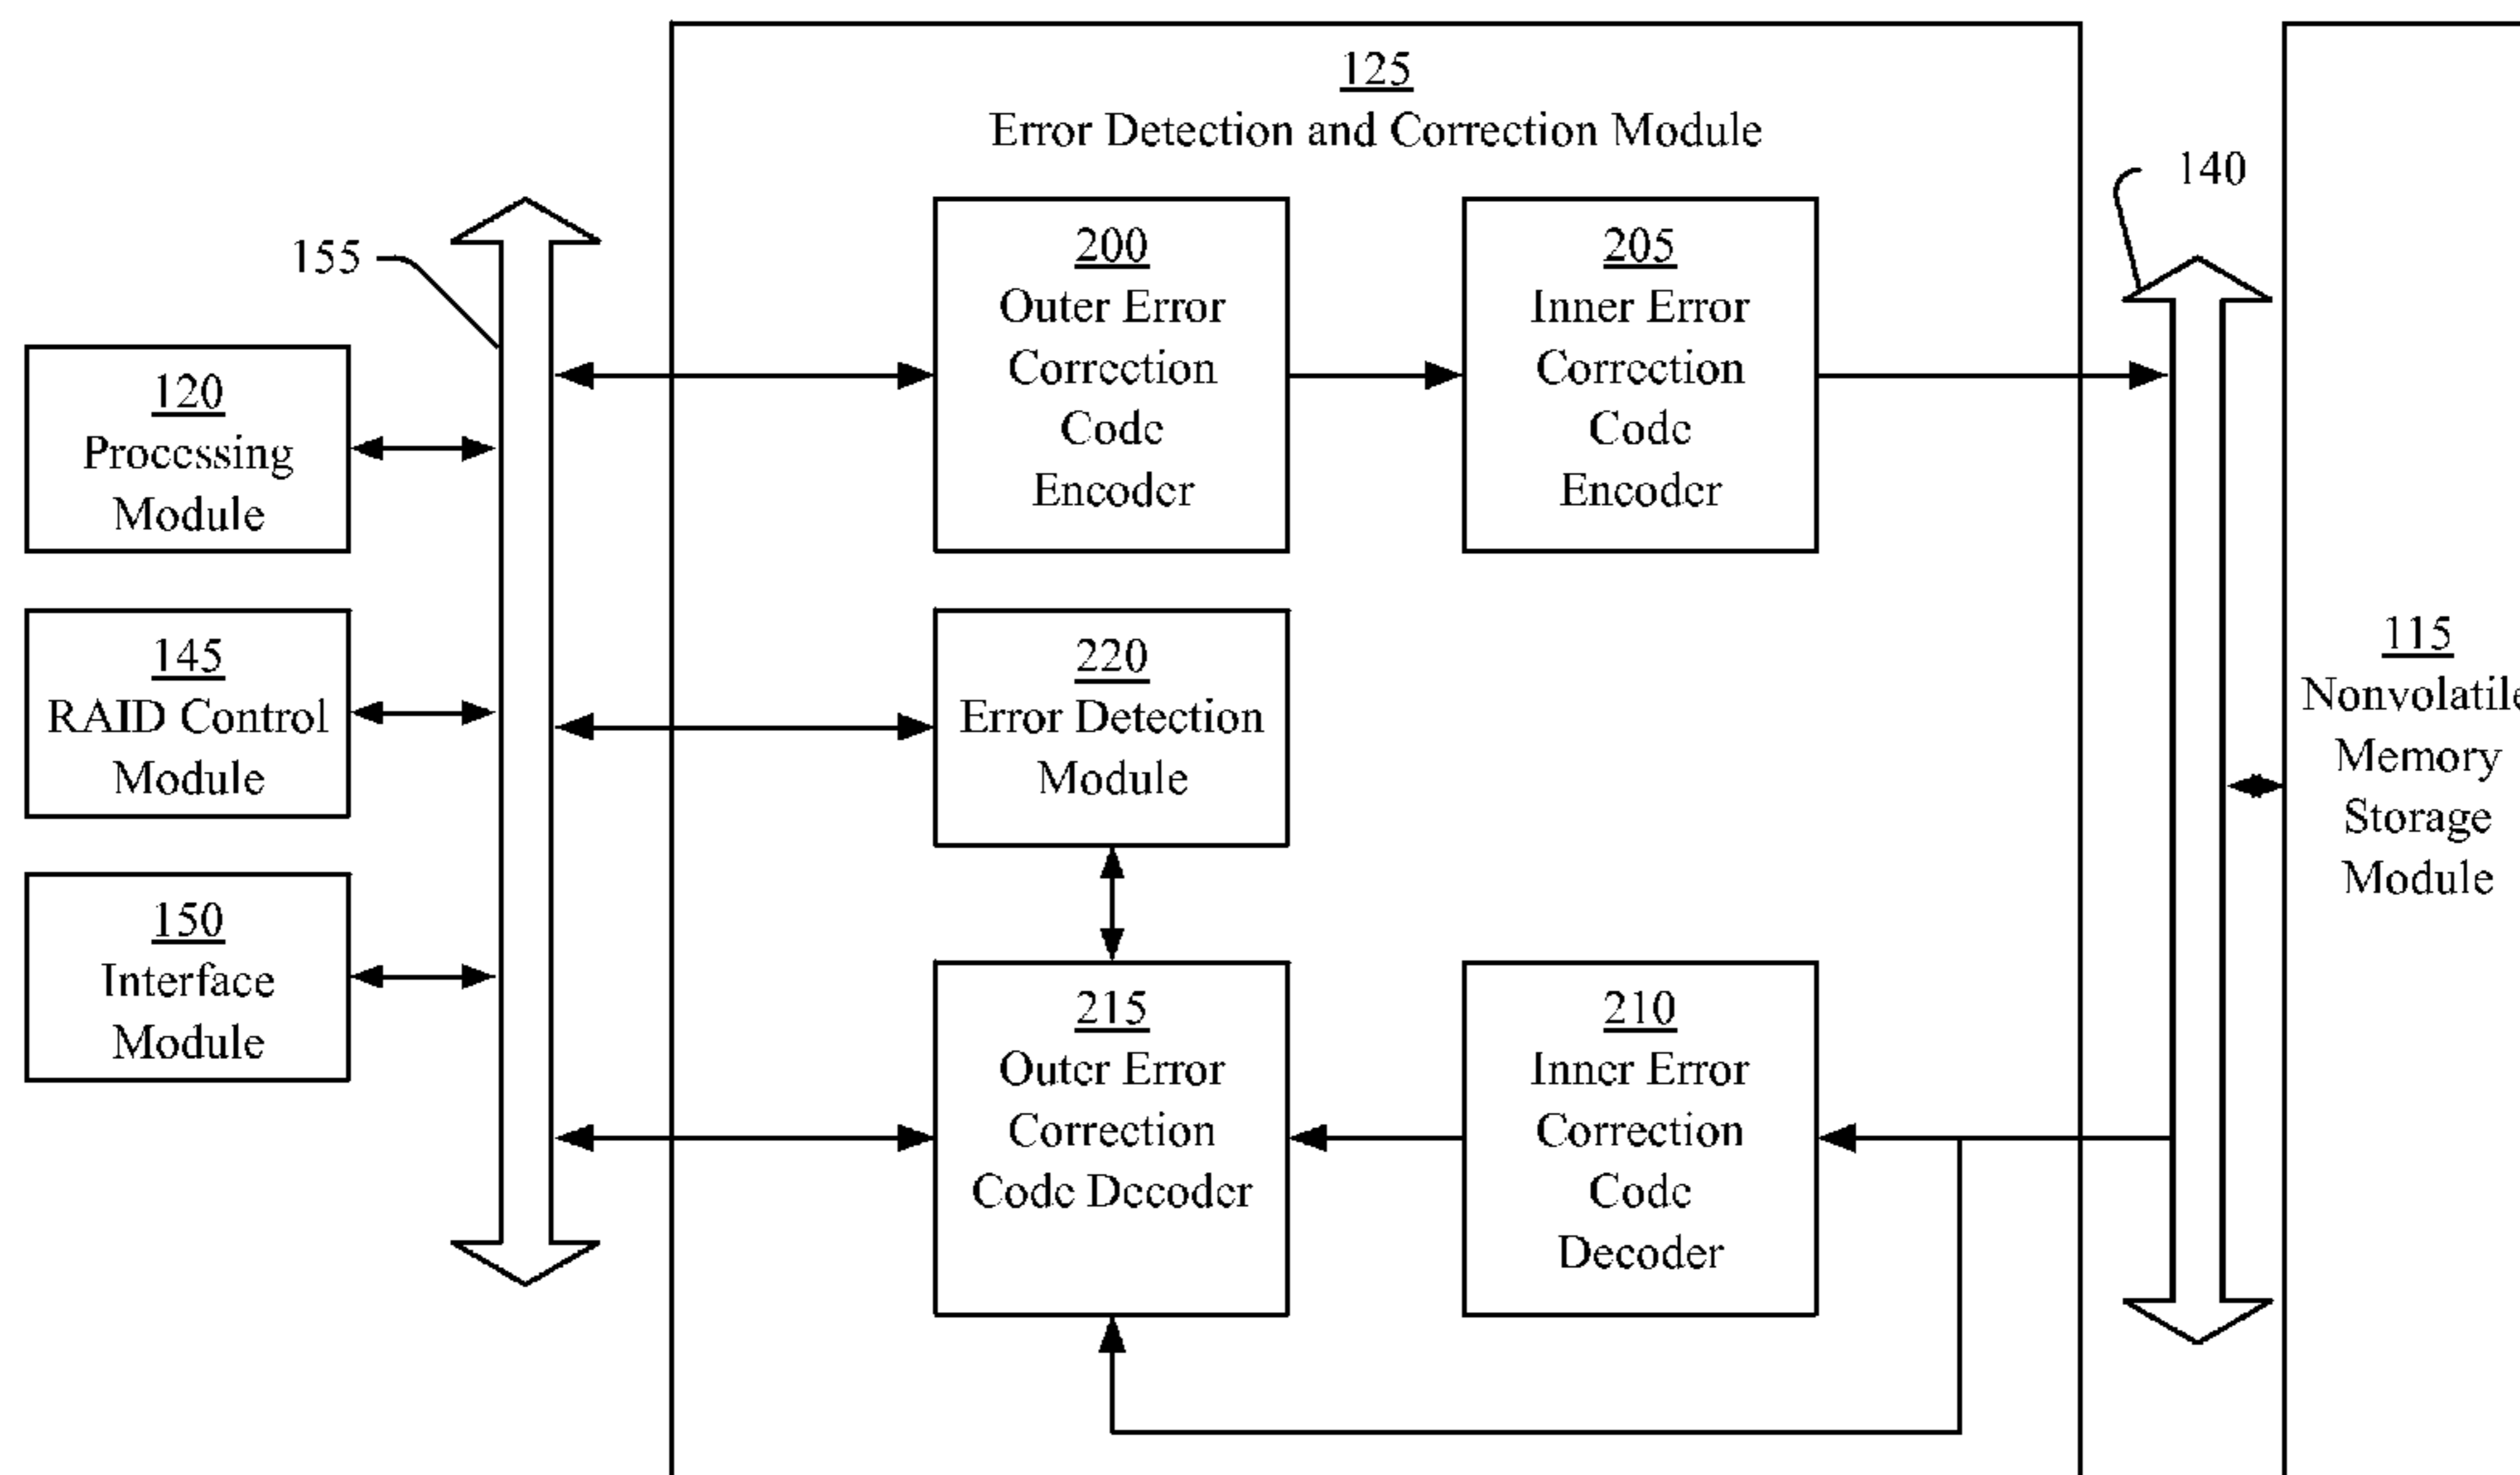 125
Error Detection and Correction Module
140
155
200
Outer Error
Correction
Code
Encoder
205
Inner Error
Correction
Code
Encoder
120
Processing
Module
145
RAID Control
Module
220
Error Detection
Module
115
Nonvolatile
Memory
Storage
Module
150
Interface
Module
215
Outer Error
Correction
Code Decoder
210
Inner Error
Correction
Code
Decoder